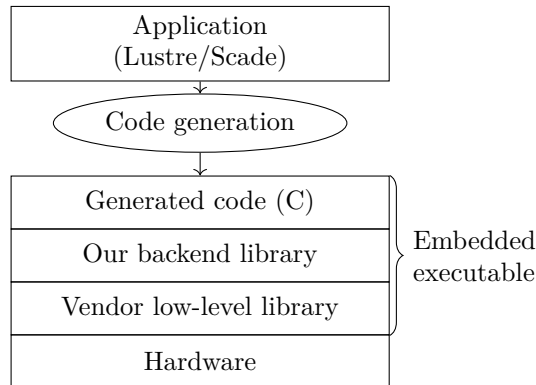 Application
(Lustre/Scade)
Code generation
Generated code (C)
Our backend library
Vendor low-level library
Hardware
Embedded
executable